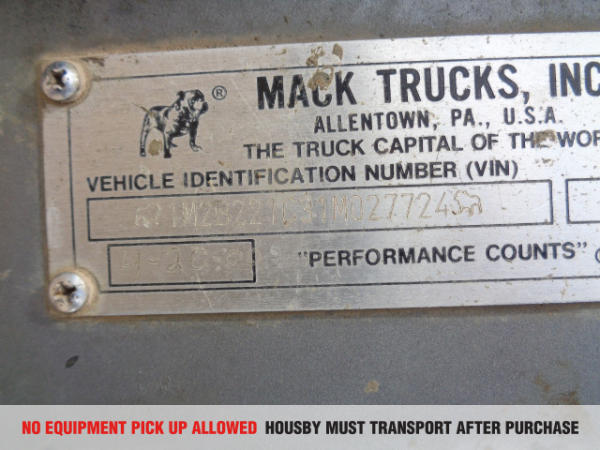 ®
MACK TRUCKS, INC
ALLENTOWN, PA., U.S.A.
THE TRUCK CAPITAL OF THE WOR
VEHICLE IDENTIFICATION NUMBER (VIN)
"PERFORMANCE COUNTS"
NO EQUIPMENT PICK UP ALLOWED HOUSBY MUST TRANSPORT AFTER PURCHASE